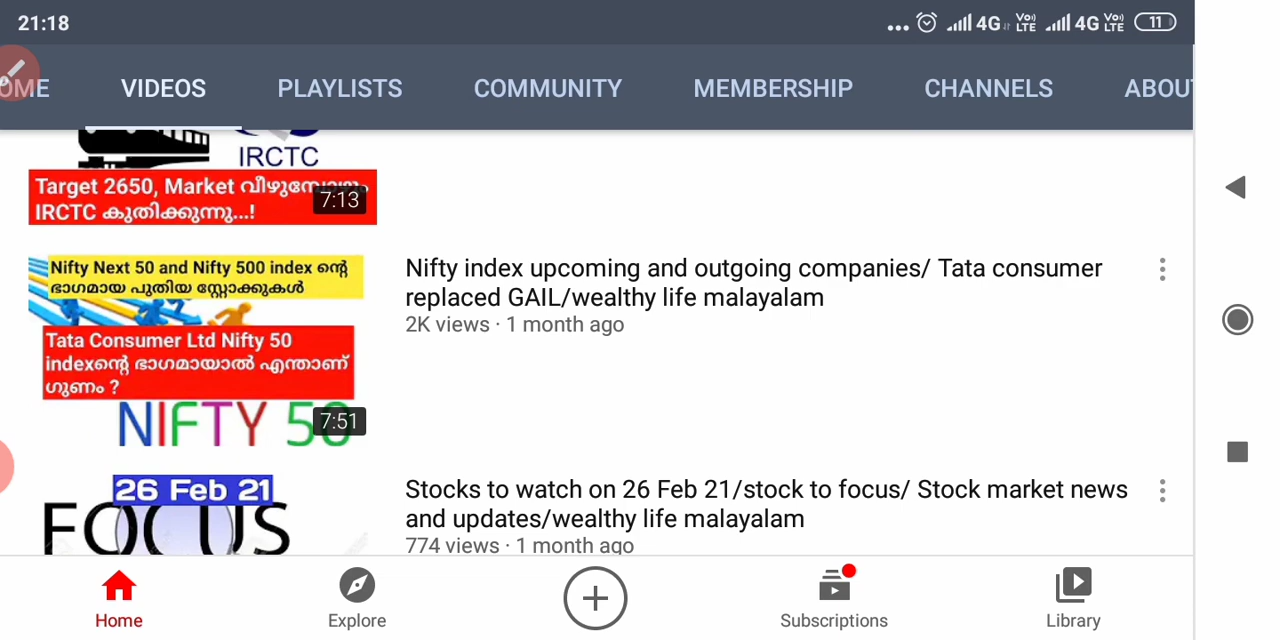 21:18
4G VoLTE 4G VoLTE 11
OME VIDEOS PLAYLISTS COMMUNITY MEMBERSHIP CHANNELS ABOU
IRCTC
Target 2650, Market
7:13
IRCTC കുതിക്കുന്നു...!
Nifty Next 50 and Nifty 500 index ന്റെ
ഭാഗമായ പുതിയ സ്റ്റോക്കുകൾ
Tata Consumer Ltd Nifty 50
indexന്റെ ഭാഗമായാൽ എന്താണ്
ഗുണം ?
NIFTY 50
7:51
Nifty index upcoming and outgoing companies/ Tata consumer
replaced GAIL/wealthy life malayalam
2K views · 1 month ago
26 Feb 21
FOCUS
Stocks to watch on 26 Feb 21/stock to focus/ Stock market news
and updates/wealthy life malayalam
774 views · 1 month ago
Home Explore Subscriptions Library